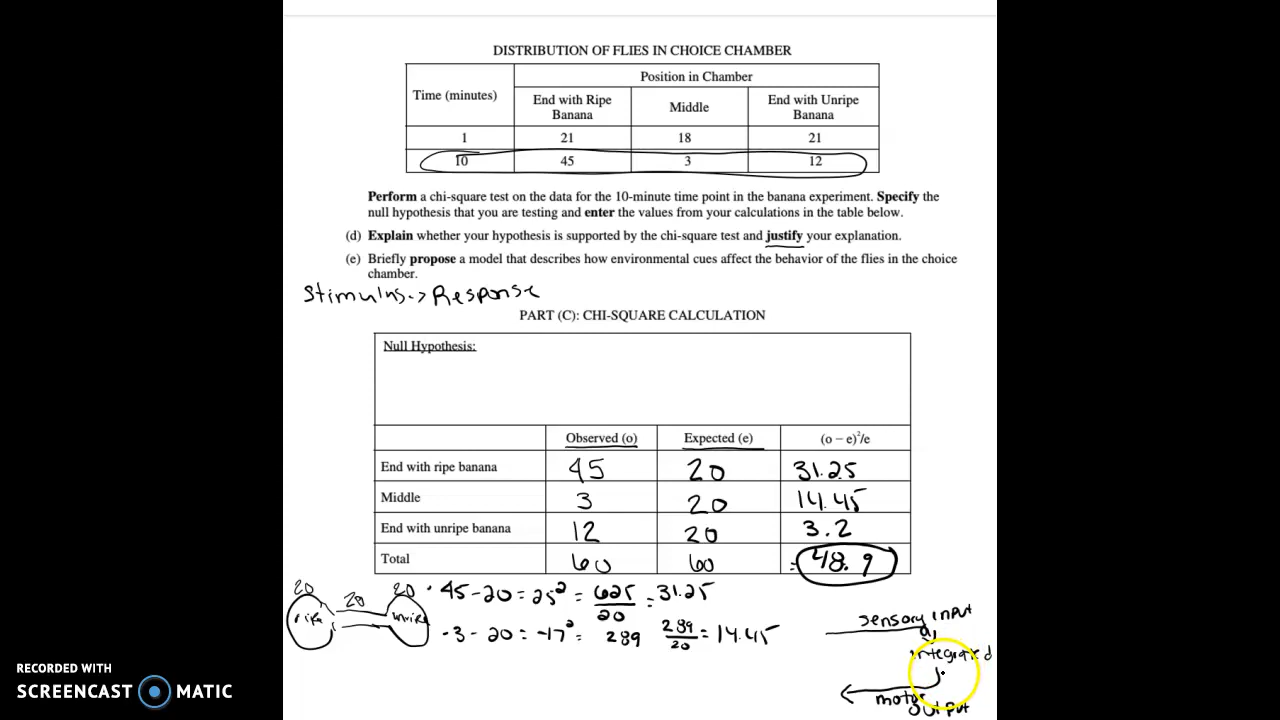 DISTRIBUTION OF FLIES IN CHOICE CHAMBER
Time (minutes) Position in Chamber
End with Ripe Banana Middle End with Unripe Banana
1 21 18 21
10 45 3 12
Perform a chi-square test on the data for the 10-minute time point in the banana experiment. Specify the
null hypothesis that you are testing and enter the values from your calculations in the table below.
(d) Explain whether your hypothesis is supported by the chi-square test and justify your explanation.
(e) Briefly propose a model that describes how environmental cues affect the behavior of the flies in the choice
chamber.
Stimulus -> Response
PART (C): CHI-SQUARE CALCULATION
Null Hypothesis:
Observed (o) Expected (e) (o – e)²/e
End with ripe banana 45 20 31.25
Middle 3 20 14.45
End with unripe banana 12 20 3.2
Total 60 60 = 48.9
20 20 20 · 45 - 20 = 25² = 625/20 = 31.25
ripe
· 3 - 20 = -17² = 289 289/20 = 14.45
sensory input
integrated
motor
output
RECORDED WITH
SCREENCAST MATIC